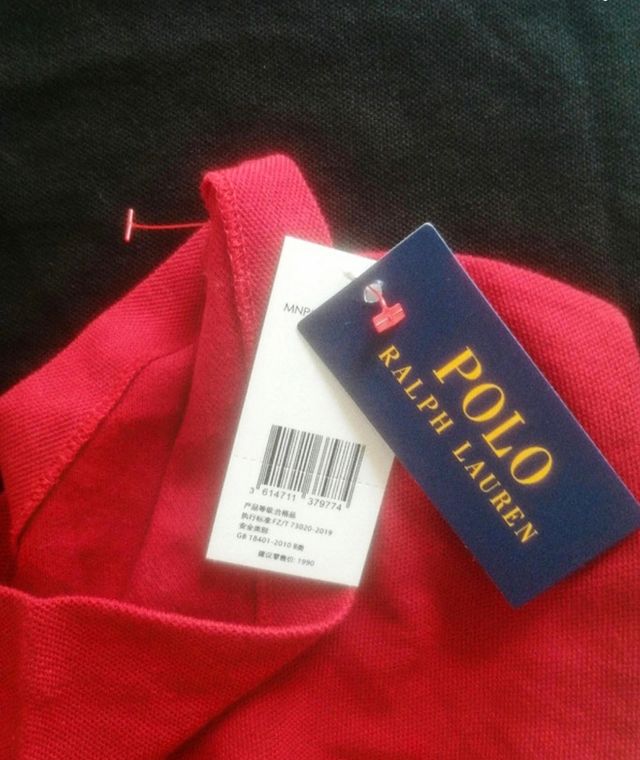 MNP
3 614711 379774
产品等级:合格品
执行标准:FZ/T 73020-2019
安全类别:
GB 18401-2010 B类
建议零售价: 1990
POLO
RALPH LAUREN